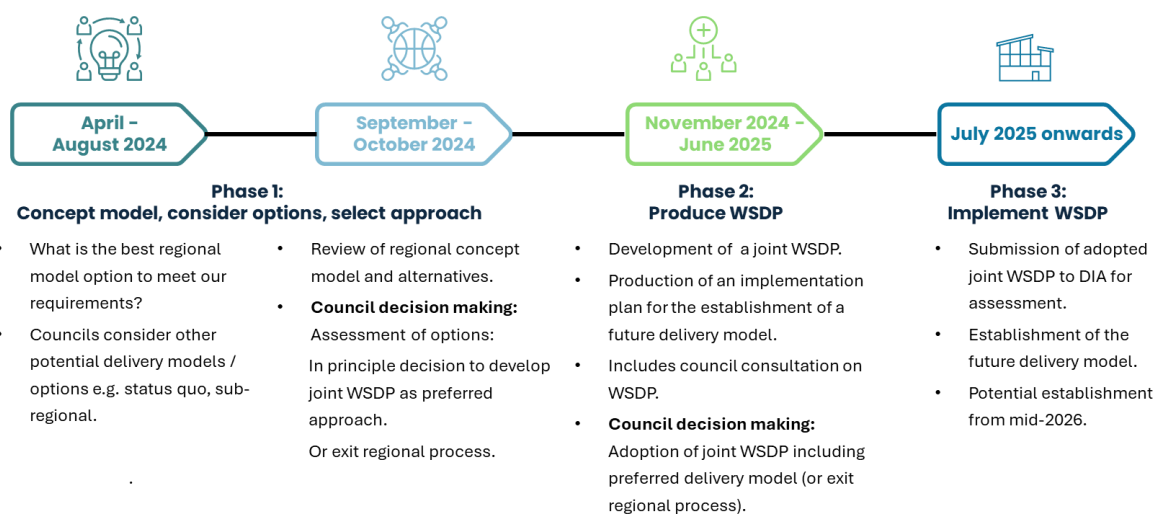 April –
August 2024
September –
October 2024
November 2024 –
June 2025
July 2025 onwards
Phase 1:
Concept model, consider options, select approach
• What is the best regional
model option to meet our
requirements?
• Councils consider other
potential delivery models /
options e.g. status quo, sub-
regional.
.
• Review of regional concept
model and alternatives.
• Council decision making:
Assessment of options:
In principle decision to develop
joint WSDP as preferred
approach.
Or exit regional process.
Phase 2:
Produce WSDP
• Development of a joint WSDP.
• Production of an implementation
plan for the establishment of a
future delivery model.
• Includes council consultation on
WSDP.
• Council decision making:
Adoption of joint WSDP including
preferred delivery model (or exit
regional process).
Phase 3:
Implement WSDP
• Submission of adopted
joint WSDP to DIA for
assessment.
• Establishment of the
future delivery model.
• Potential establishment
from mid-2026.